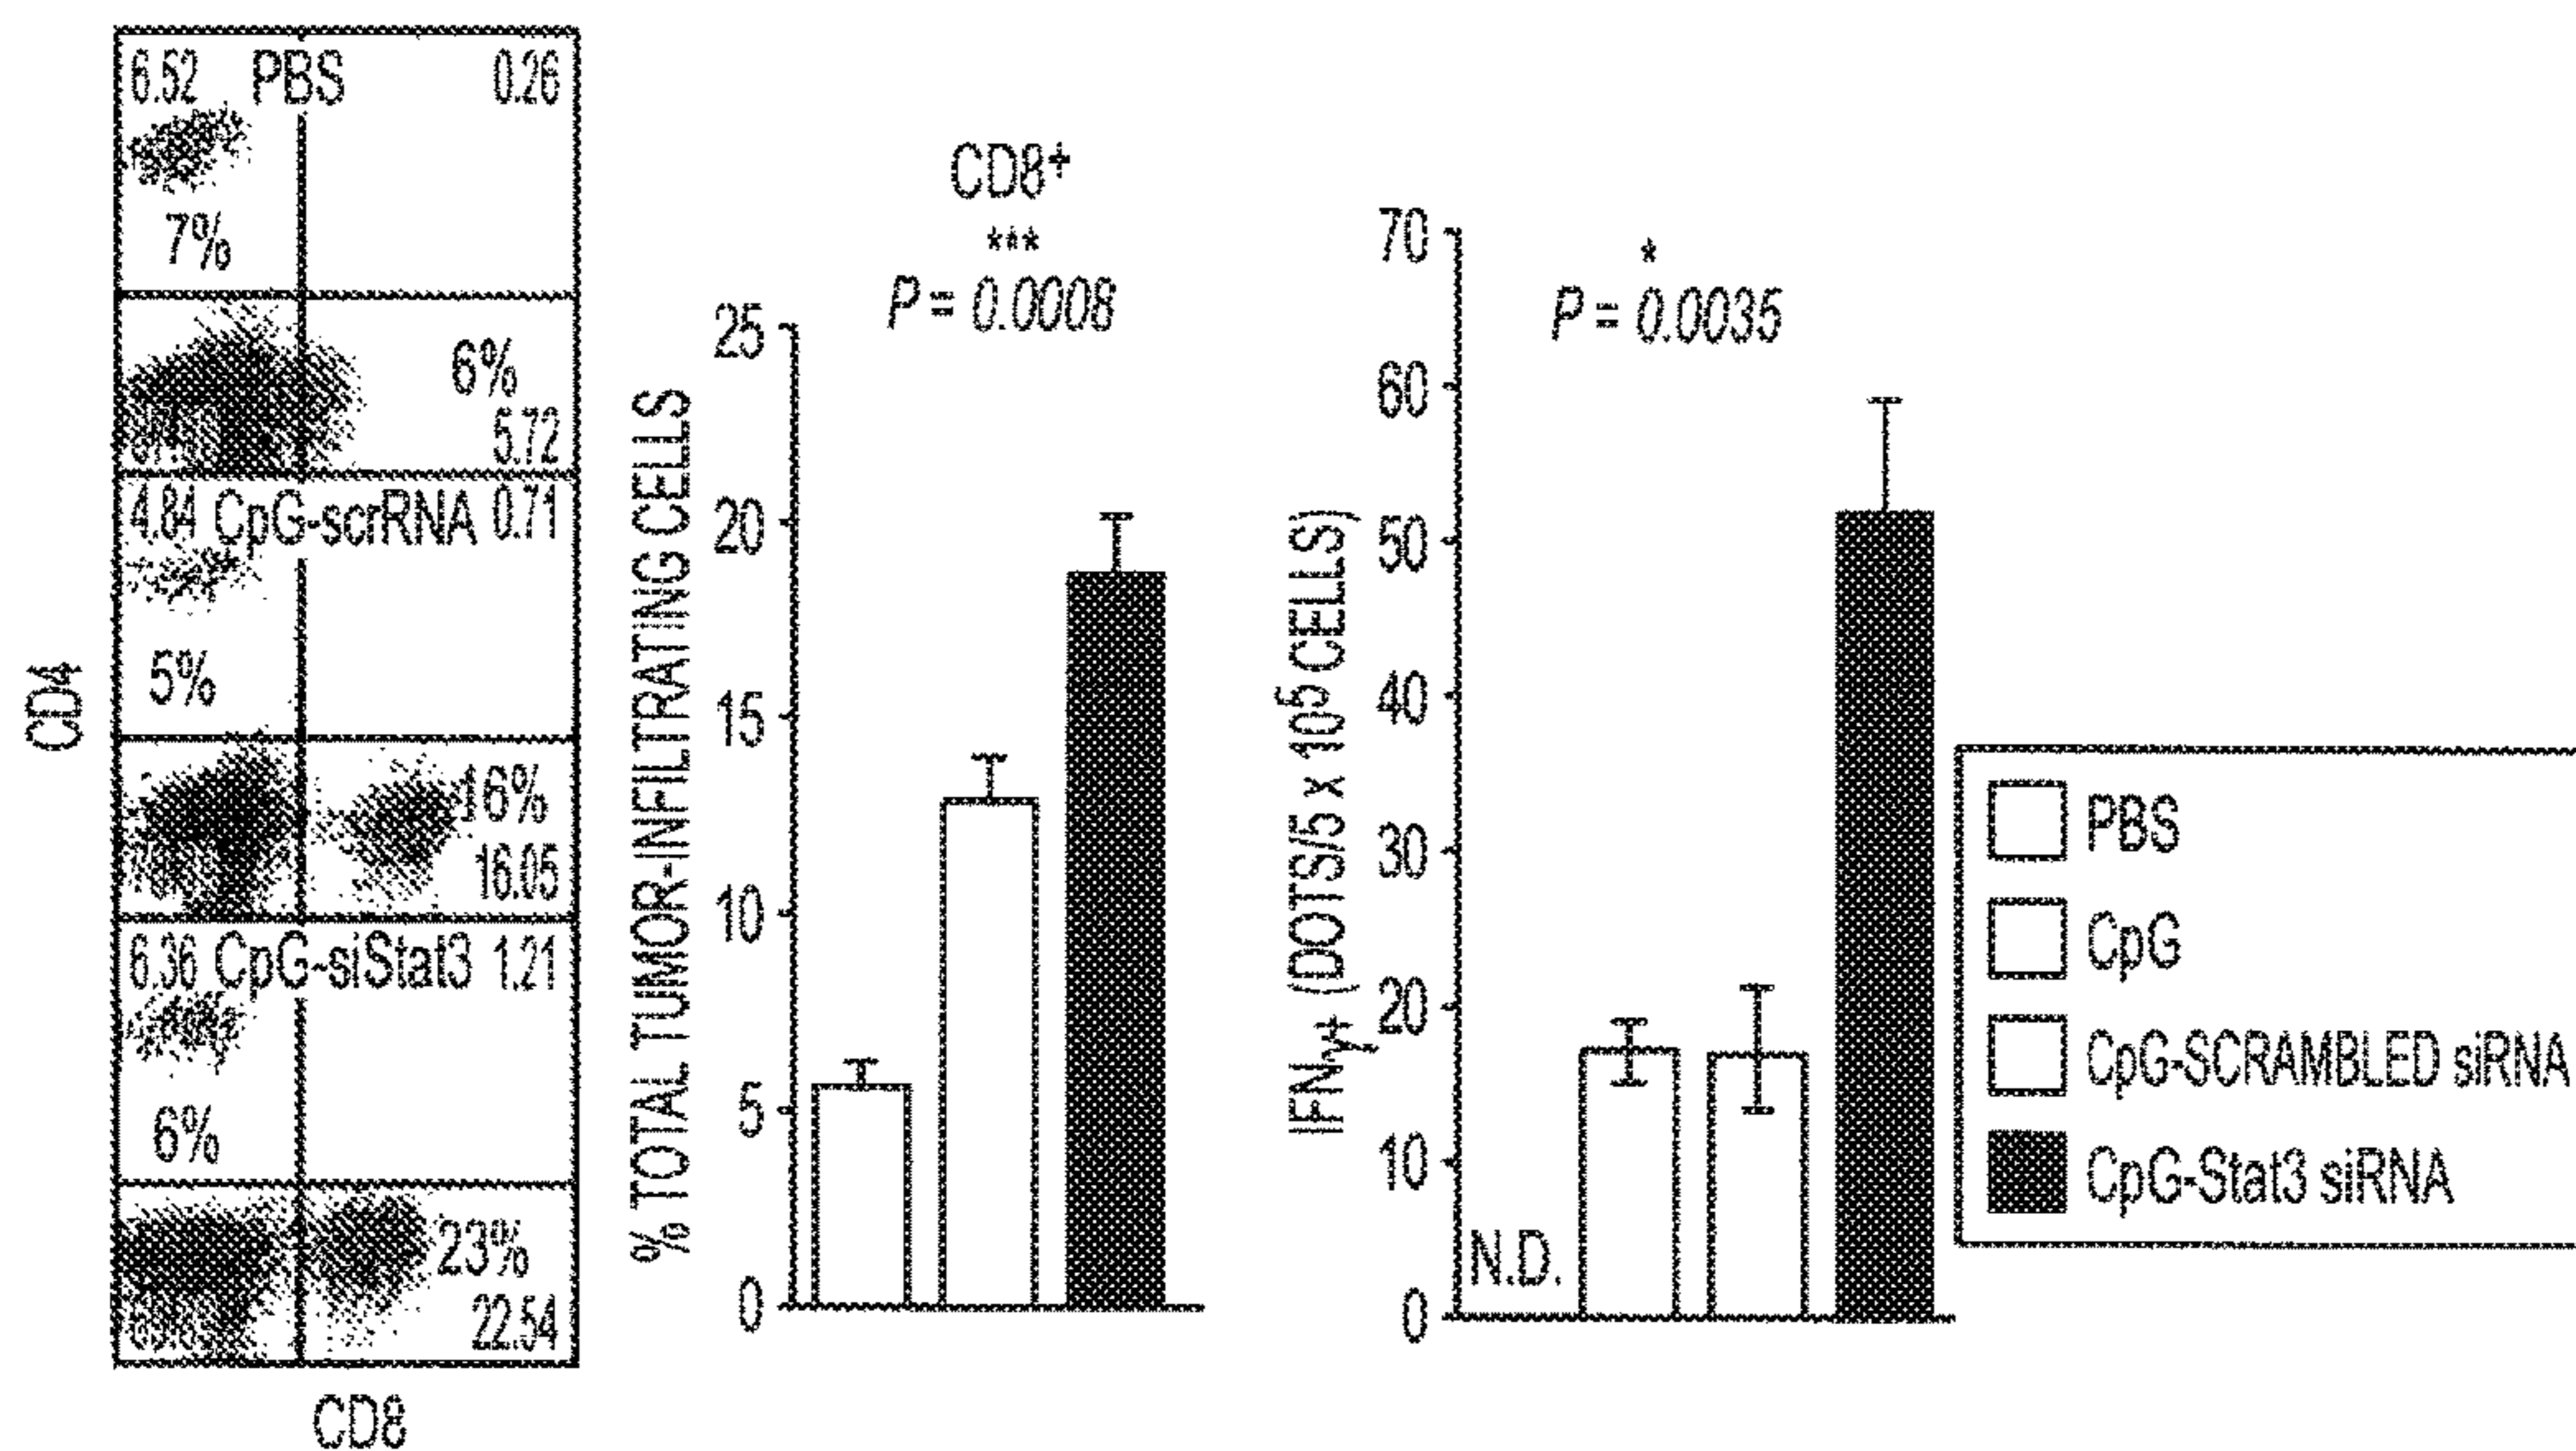 6.52 PBS 0.26
7%
6%
5.72
4.84 CpG-scrRNA 0.71
5%
16%
16.05
6.36 CpG-siStat3 1.21
6%
23%
22.54
CD4
CD8
CD8+
***
P = 0.0008
% TOTAL TUMOR-INFILTRATING CELLS
25
20
15
10
5
0
*
P = 0.0035
IFNγ+ (DOTS/5 x 10⁵ CELLS)
70
60
50
40
30
20
10
0
N.D.
PBS
CpG
CpG-SCRAMBLED siRNA
CpG-Stat3 siRNA